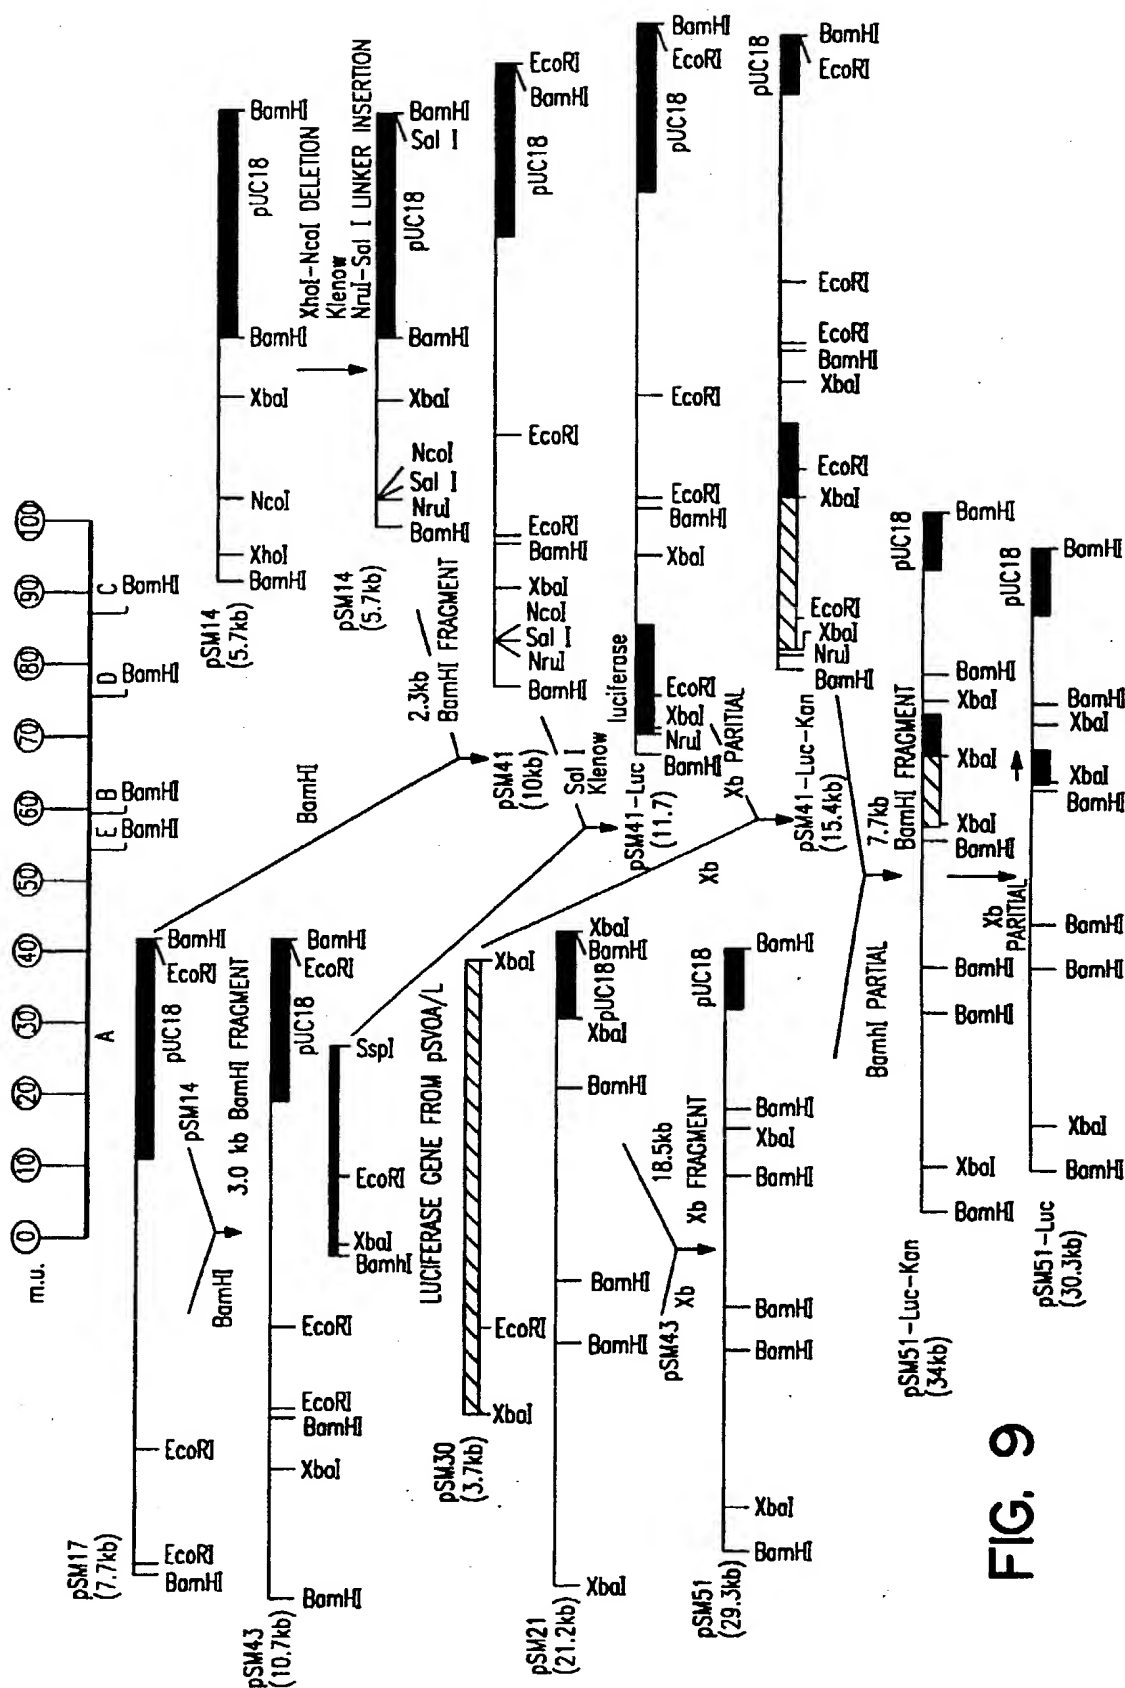 m.u.
0 10 20 30 40 50 60 70 80 90 100
A E B D C
BamHI BamHI BamHI BamHI
pSM17
(7.7kb)
BamHI
EcoRI
EcoRI
pUC18
EcoRI
BamHI
BamHI
pSM14
3.0 kb BamHI FRAGMENT
pSM43
(10.7kb)
BamHI
XbaI
BamHI
EcoRI
EcoRI
pUC18
EcoRI
BamHI
BamhI
XbaI
EcoRI
SspI
LUCIFERASE GENE FROM pSVOA/L
pSM30
(3.7kb)
XbaI
EcoRI
XbaI
pSM21
(21.2kb)
XbaI
BamHI
BamHI
BamHI
XbaI
pUC18
BamHI
XbaI
pSM43
Xb
18.5kb
Xb FRAGMENT
pSM51
(29.3kb)
BamHI
XbaI
BamHI
BamHI
BamHI
XbaI
BamHI
pUC18
BamHI
pSM14
(5.7kb)
BamHI
XhoI
NcoI
XbaI
BamHI
pUC18
BamHI
XhoI-NcoI DELETION
Klenow
NruI-Sal I LINKER INSERTION
pSM14
(5.7kb)
BamHI
NruI
Sal I
NcoI
XbaI
BamHI
pUC18
Sal I
BamHI
BamHI
2.3kb
BamHI FRAGMENT
pSM41
(10kb)
BamHI
NruI
Sal I
NcoI
XbaI
BamHI
EcoRI
EcoRI
pUC18
BamHI
EcoRI
Sal I
Klenow
pSM41-Luc
(11.7)
luciferase
BamHI
NruI
XbaI
EcoRI
XbaI
BamHI
EcoRI
EcoRI
pUC18
EcoRI
BamHI
Xb
Xb PARITIAL
pSM41-Luc-Kan
(15.4kb)
BamHI
NruI
XbaI
EcoRI
XbaI
EcoRI
XbaI
BamHI
EcoRI
EcoRI
pUC18
EcoRI
BamHI
BamhI PARTIAL
7.7kb
BamHI FRAGMENT
pSM51-Luc-Kan
(34kb)
BamHI
XbaI
BamHI
BamHI
BamHI
XbaI
XbaI
XbaI
BamHI
pUC18
BamHI
Xb
PARITIAL
pSM51-Luc
(30.3kb)
BamHI
XbaI
BamHI
BamHI
BamHI
XbaI
XbaI
BamHI
pUC18
BamHI
FIG. 9